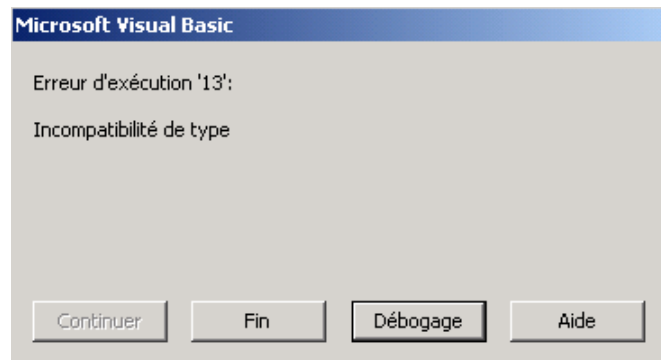 Microsoft Visual Basic
Erreur d'exécution '13':
Incompatibilité de type
Continuer
Fin
Débogage
Aide